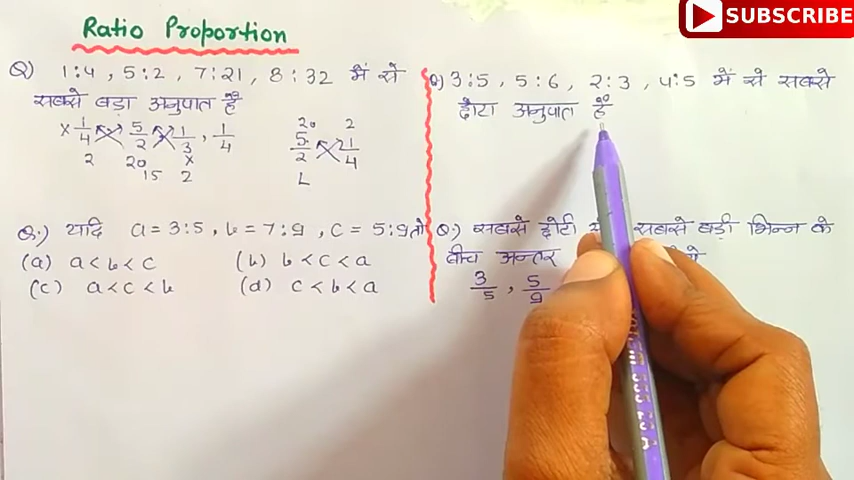 SUBSCRIBE
Ratio Proportion
Q) 1:4 , 5:2 , 7:21 , 8:32 में से
सबसे बड़ा अनुपात है
x 1/4 5/2 1/3 , 1/4
2 20 x
15 2
20 2
5/2 21/4
L
Q) 3:5 , 5:6 , 2:3 , 4:5 में से सबसे
छोटा अनुपात है
Q:) यदि a = 3:5 , b = 7:9 , c = 5:9 तो
(a) a < b < c (b) b < c < a
(c) a < c < b (d) c < b < a
Q:) सबसे छोटी सबसे बड़ी भिन्न के
बीच अन्तर
3/5 , 5/9